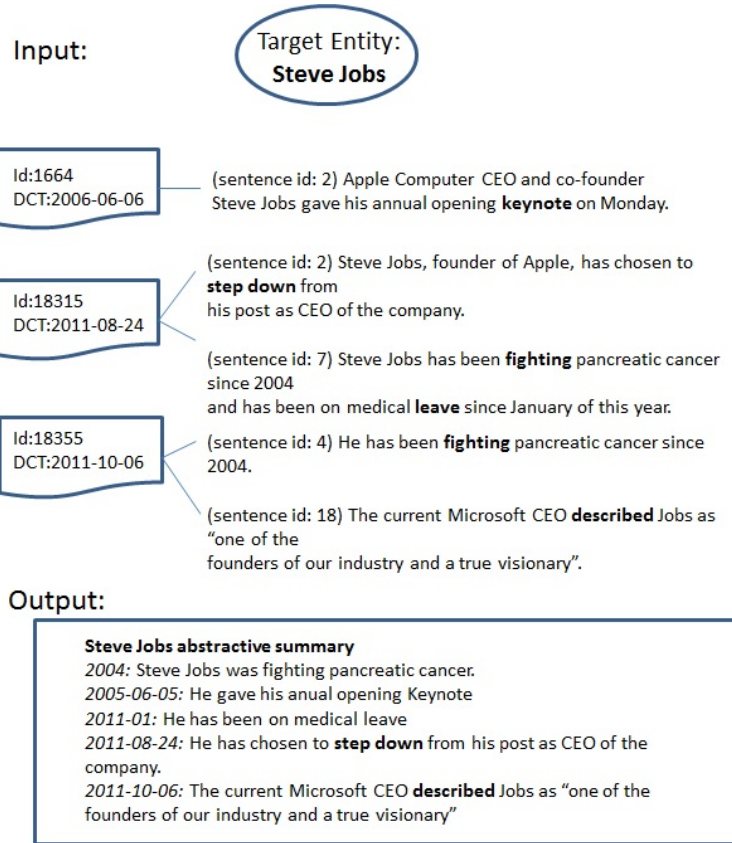 Input:
Target Entity:
Steve Jobs
Id:1664
DCT:2006-06-06
(sentence id: 2) Apple Computer CEO and co-founder
Steve Jobs gave his annual opening keynote on Monday.
Id:18315
DCT:2011-08-24
(sentence id: 2) Steve Jobs, founder of Apple, has chosen to
step down from
his post as CEO of the company.
(sentence id: 7) Steve Jobs has been fighting pancreatic cancer
since 2004
and has been on medical leave since January of this year.
Id:18355
DCT:2011-10-06
(sentence id: 4) He has been fighting pancreatic cancer since
2004.
(sentence id: 18) The current Microsoft CEO described Jobs as
“one of the
founders of our industry and a true visionary”.
Output:
Steve Jobs abstractive summary
2004: Steve Jobs was fighting pancreatic cancer.
2005-06-05: He gave his anual opening Keynote
2011-01: He has been on medical leave
2011-08-24: He has chosen to step down from his post as CEO of the
company.
2011-10-06: The current Microsoft CEO described Jobs as “one of the
founders of our industry and a true visionary”